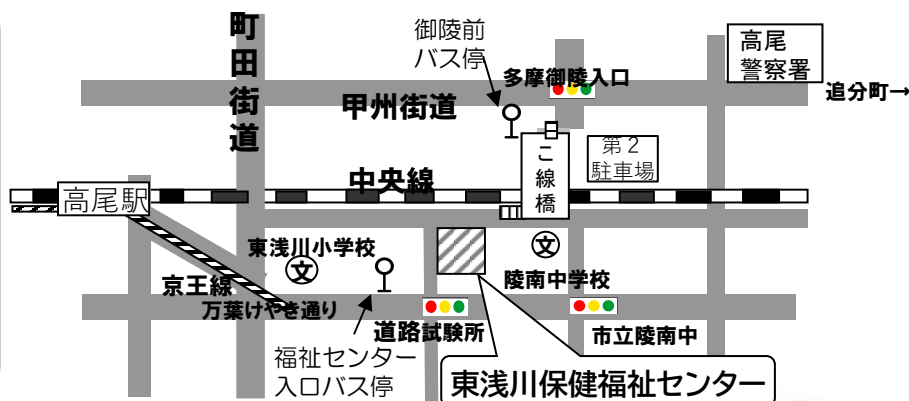 町田街道
御陵前
バス停
多摩御陵入口
高尾
警察署
追分町→
甲州街道
第2
駐車場
こ線橋
中央線
高尾駅
東浅川小学校
文
文
陵南中学校
京王線
万葉けやき通り
道路試験所
市立陵南中
福祉センター
入口バス停
東浅川保健福祉センター